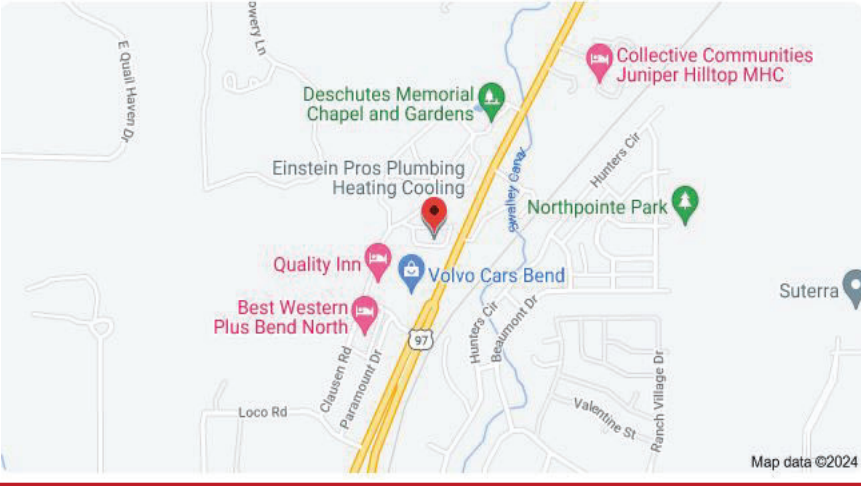 owery Ln
E Quail Haven Dr
Collective Communities
Juniper Hilltop MHC
Deschutes Memorial
Chapel and Gardens
Einstein Pros Plumbing
Heating Cooling
Hunters Cir
Swalley Canal
Northpointe Park
Quality Inn
Volvo Cars Bend
Suterra
Best Western
Plus Bend North
97
Hunters Cir
Beaumont Dr
Clausen Rd
Paramount Dr
Ranch Village Dr
Loco Rd
Valentine St
Map data ©2024